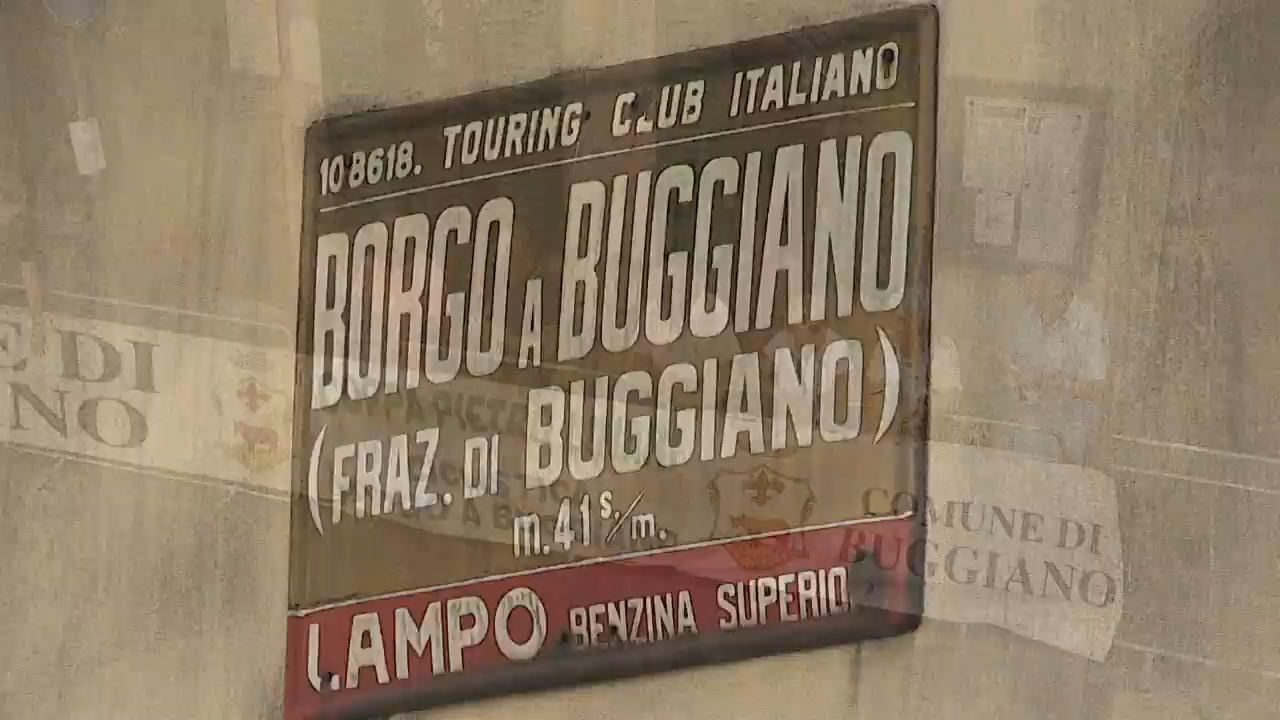 108618. TOURING CLUB ITALIANO
BORGO A BUGGIANO
(FRAZ. DI BUGGIANO)
m.41 s./m.
LAMPO BENZINA SUPERIO
E DI
NO
COMUNE DI
BUGGIANO